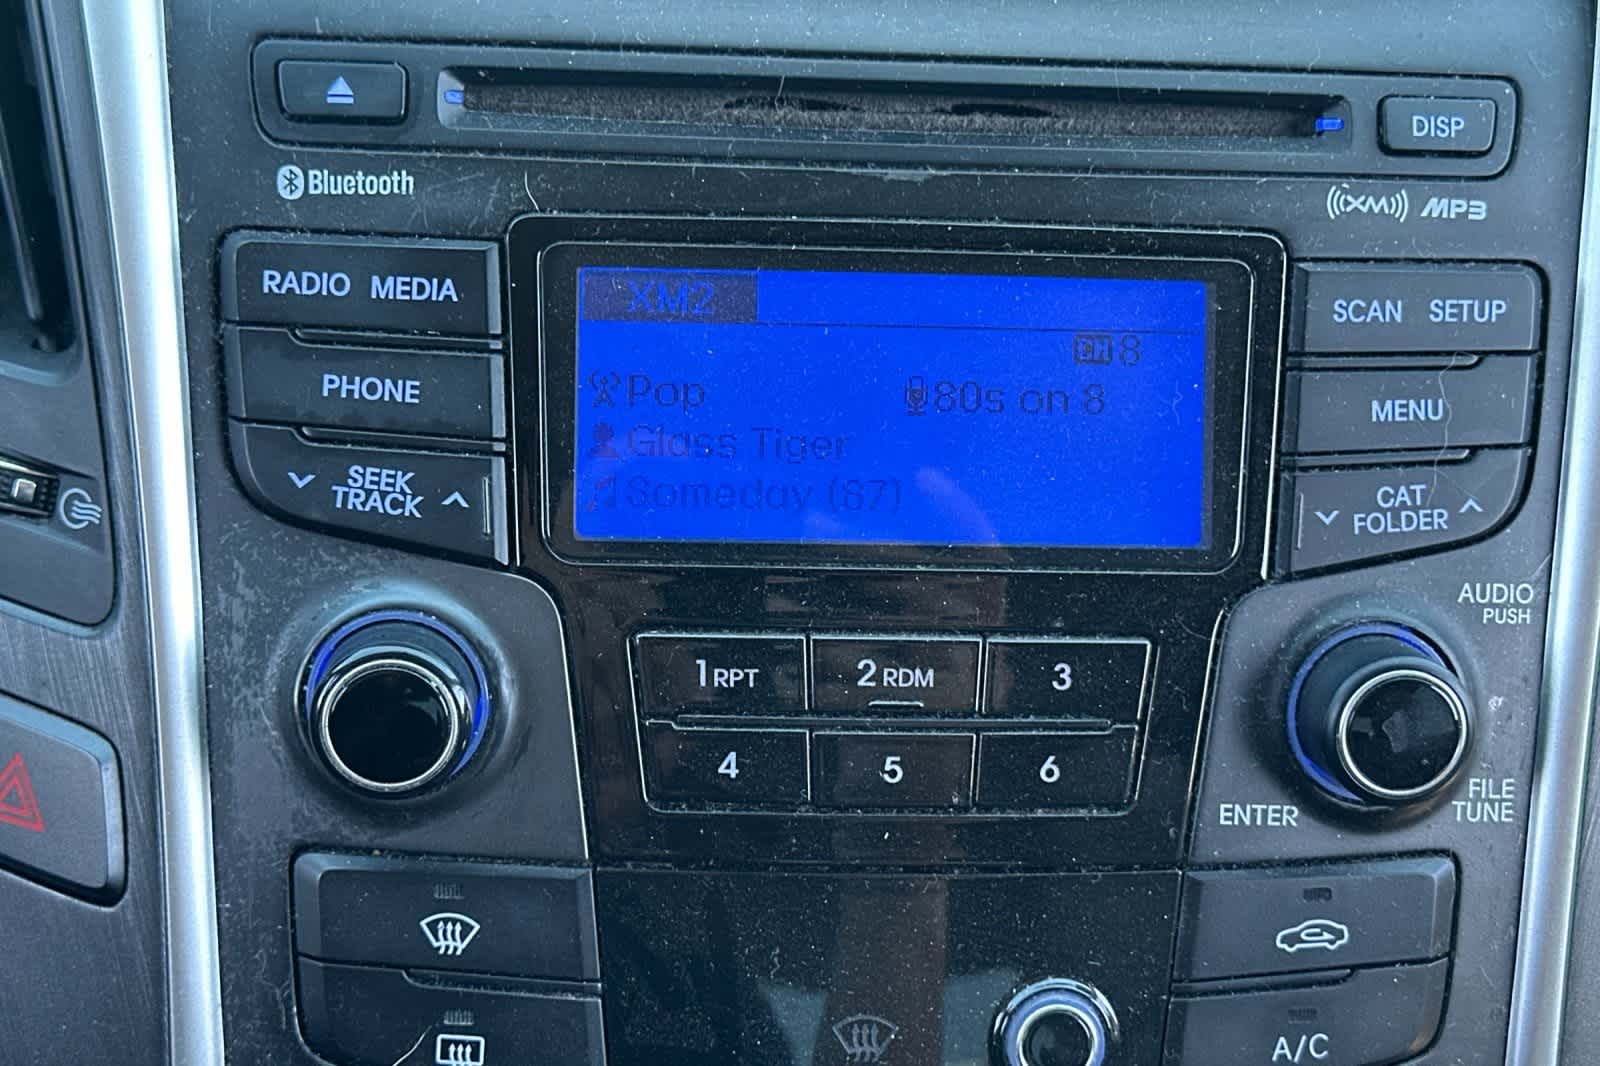 DISP
Bluetooth
((XM)) MP3
RADIO MEDIA
XM2
SCAN SETUP
CH 8
PHONE
Pop
80s on 8
MENU
Glass Tiger
SEEK
TRACK
Someday (87)
CAT
FOLDER
AUDIO
PUSH
1 RPT
2 RDM
3
4
5
6
FILE
TUNE
ENTER
A/C